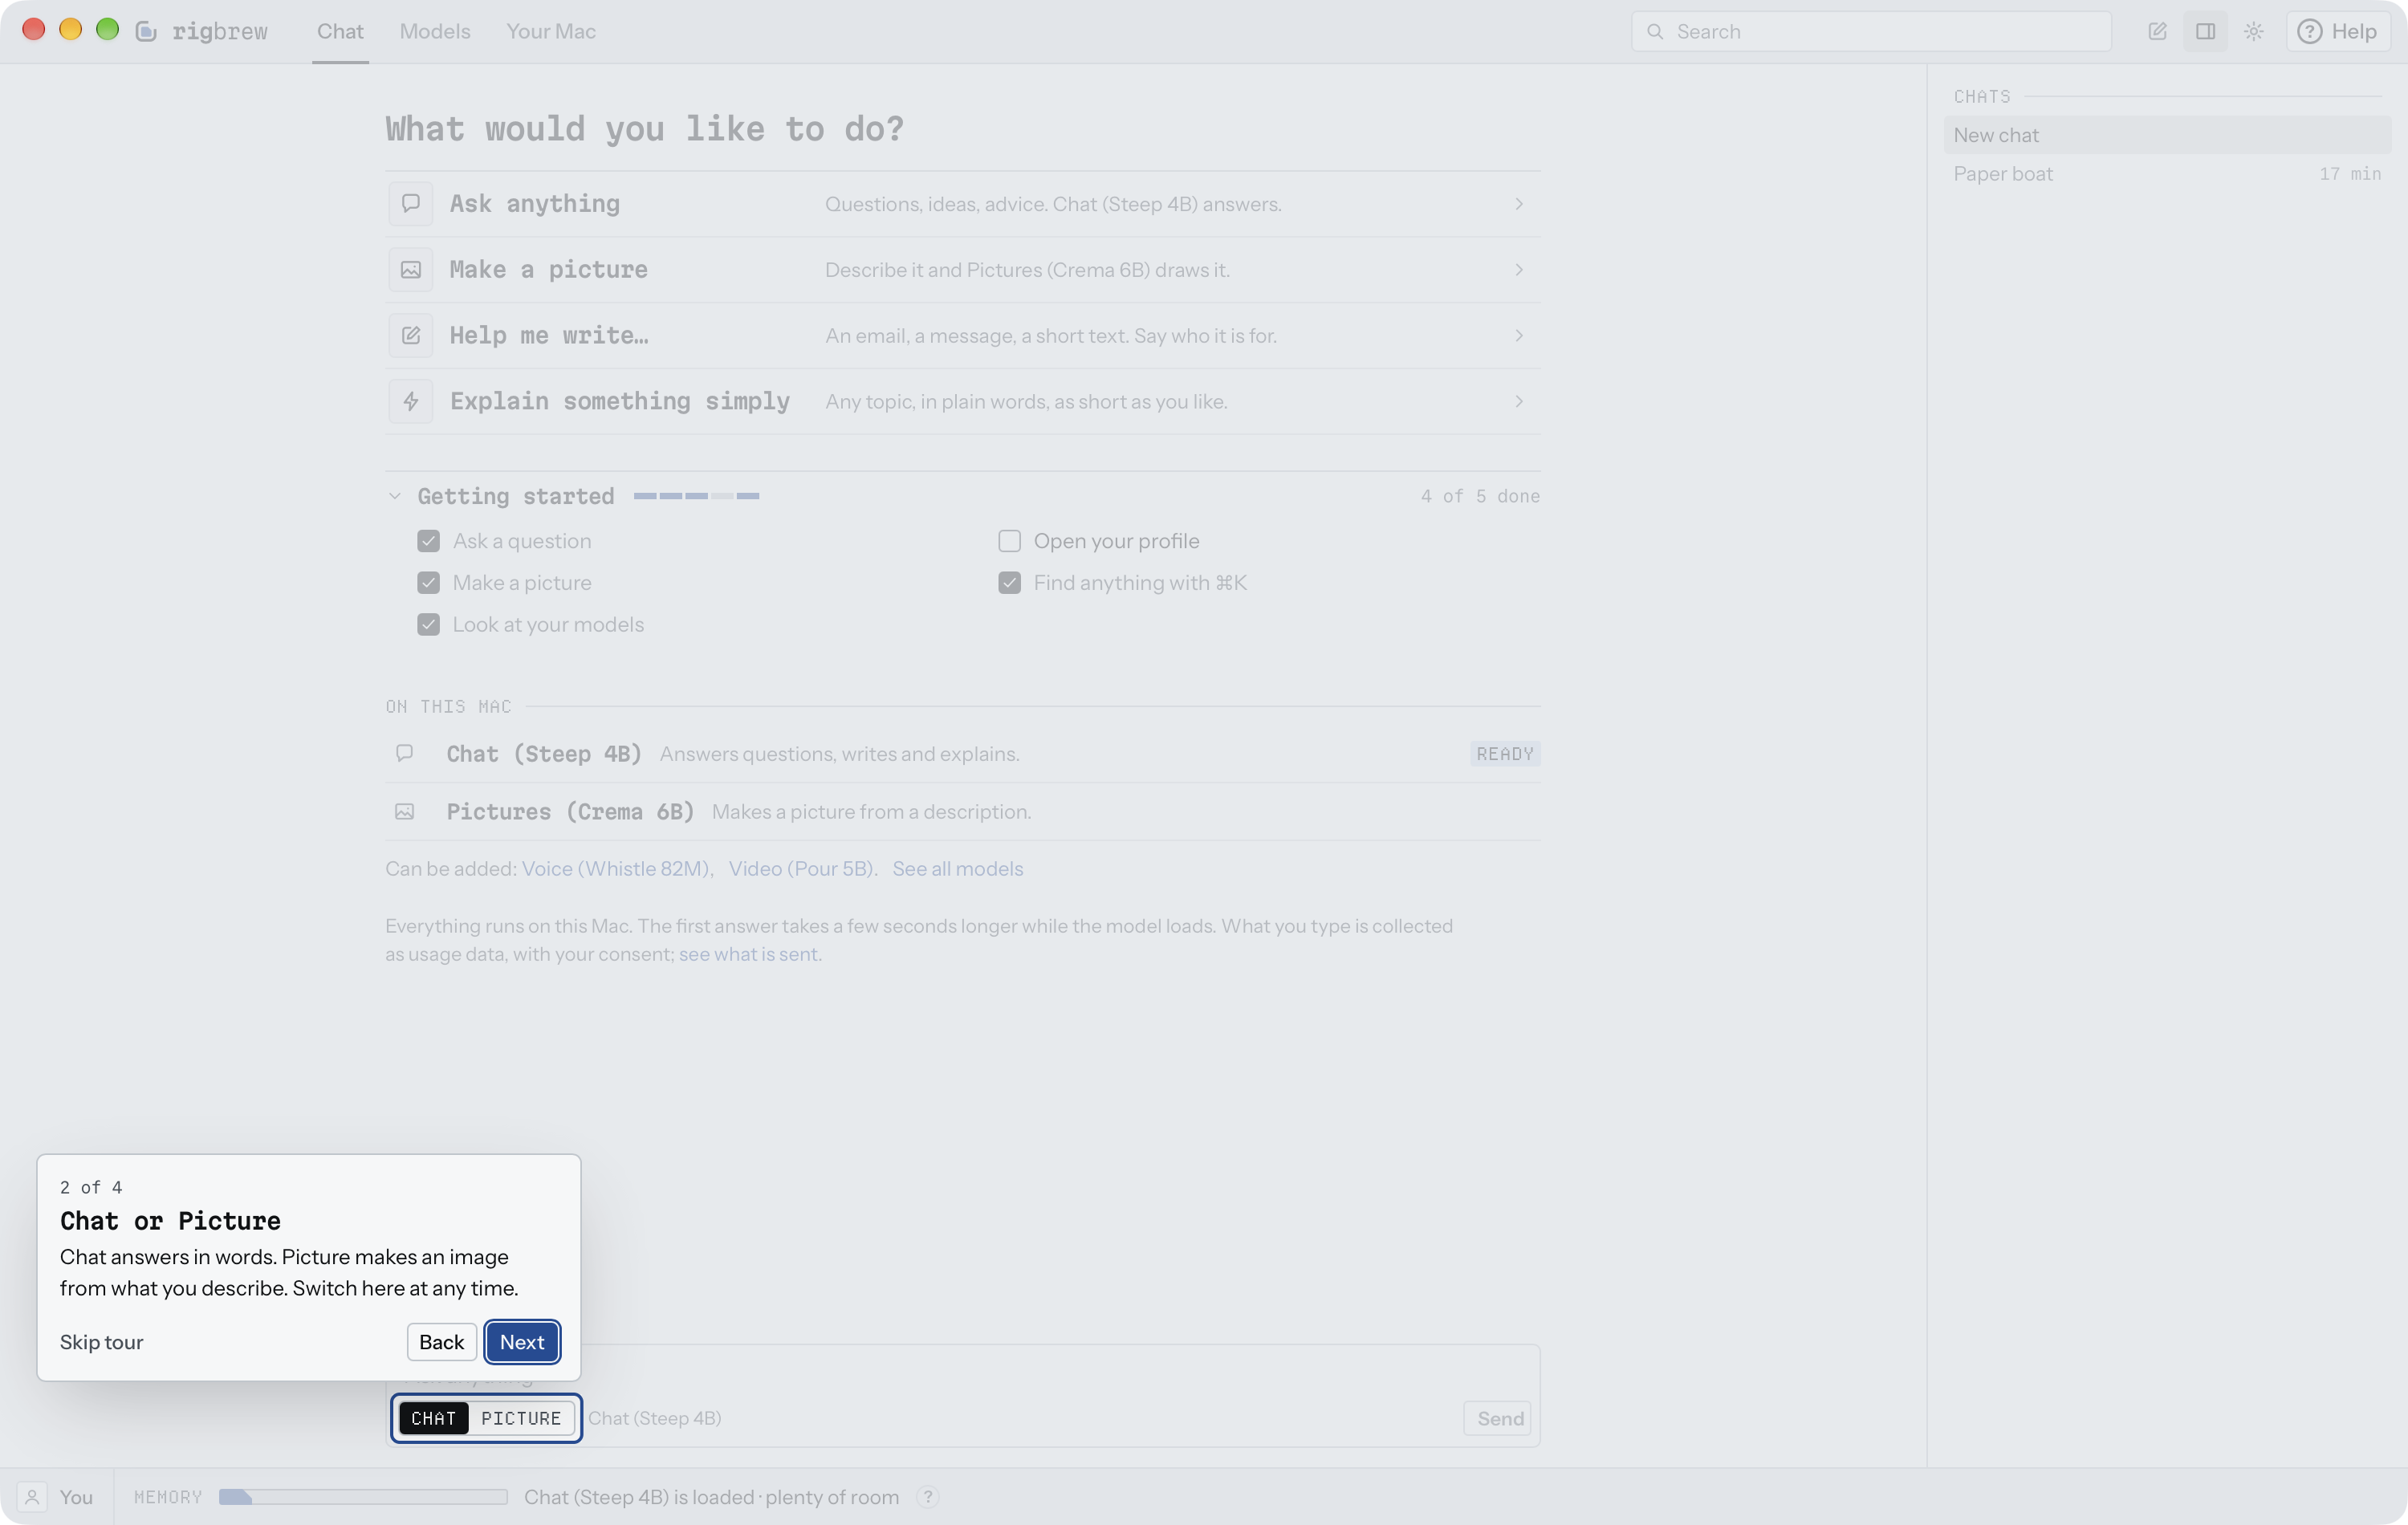 rigbrew
Chat
Models
Your Mac
Search
Help
CHATS
New chat
Paper boat 17 min
What would you like to do?
Ask anything Questions, ideas, advice. Chat (Steep 4B) answers.
Make a picture Describe it and Pictures (Crema 6B) draws it.
Help me write… An email, a message, a short text. Say who it is for.
Explain something simply Any topic, in plain words, as short as you like.
Getting started 4 of 5 done
Ask a question
Make a picture
Look at your models
Open your profile
Find anything with ⌘K
ON THIS MAC
Chat (Steep 4B) Answers questions, writes and explains. READY
Pictures (Crema 6B) Makes a picture from a description.
Can be added: Voice (Whistle 82M), Video (Pour 5B). See all models
Everything runs on this Mac. The first answer takes a few seconds longer while the model loads. What you type is collected
as usage data, with your consent; see what is sent.
2 of 4
Chat or Picture
Chat answers in words. Picture makes an image
from what you describe. Switch here at any time.
Skip tour Back Next
CHAT PICTURE Chat (Steep 4B) Send
You MEMORY Chat (Steep 4B) is loaded · plenty of room ?